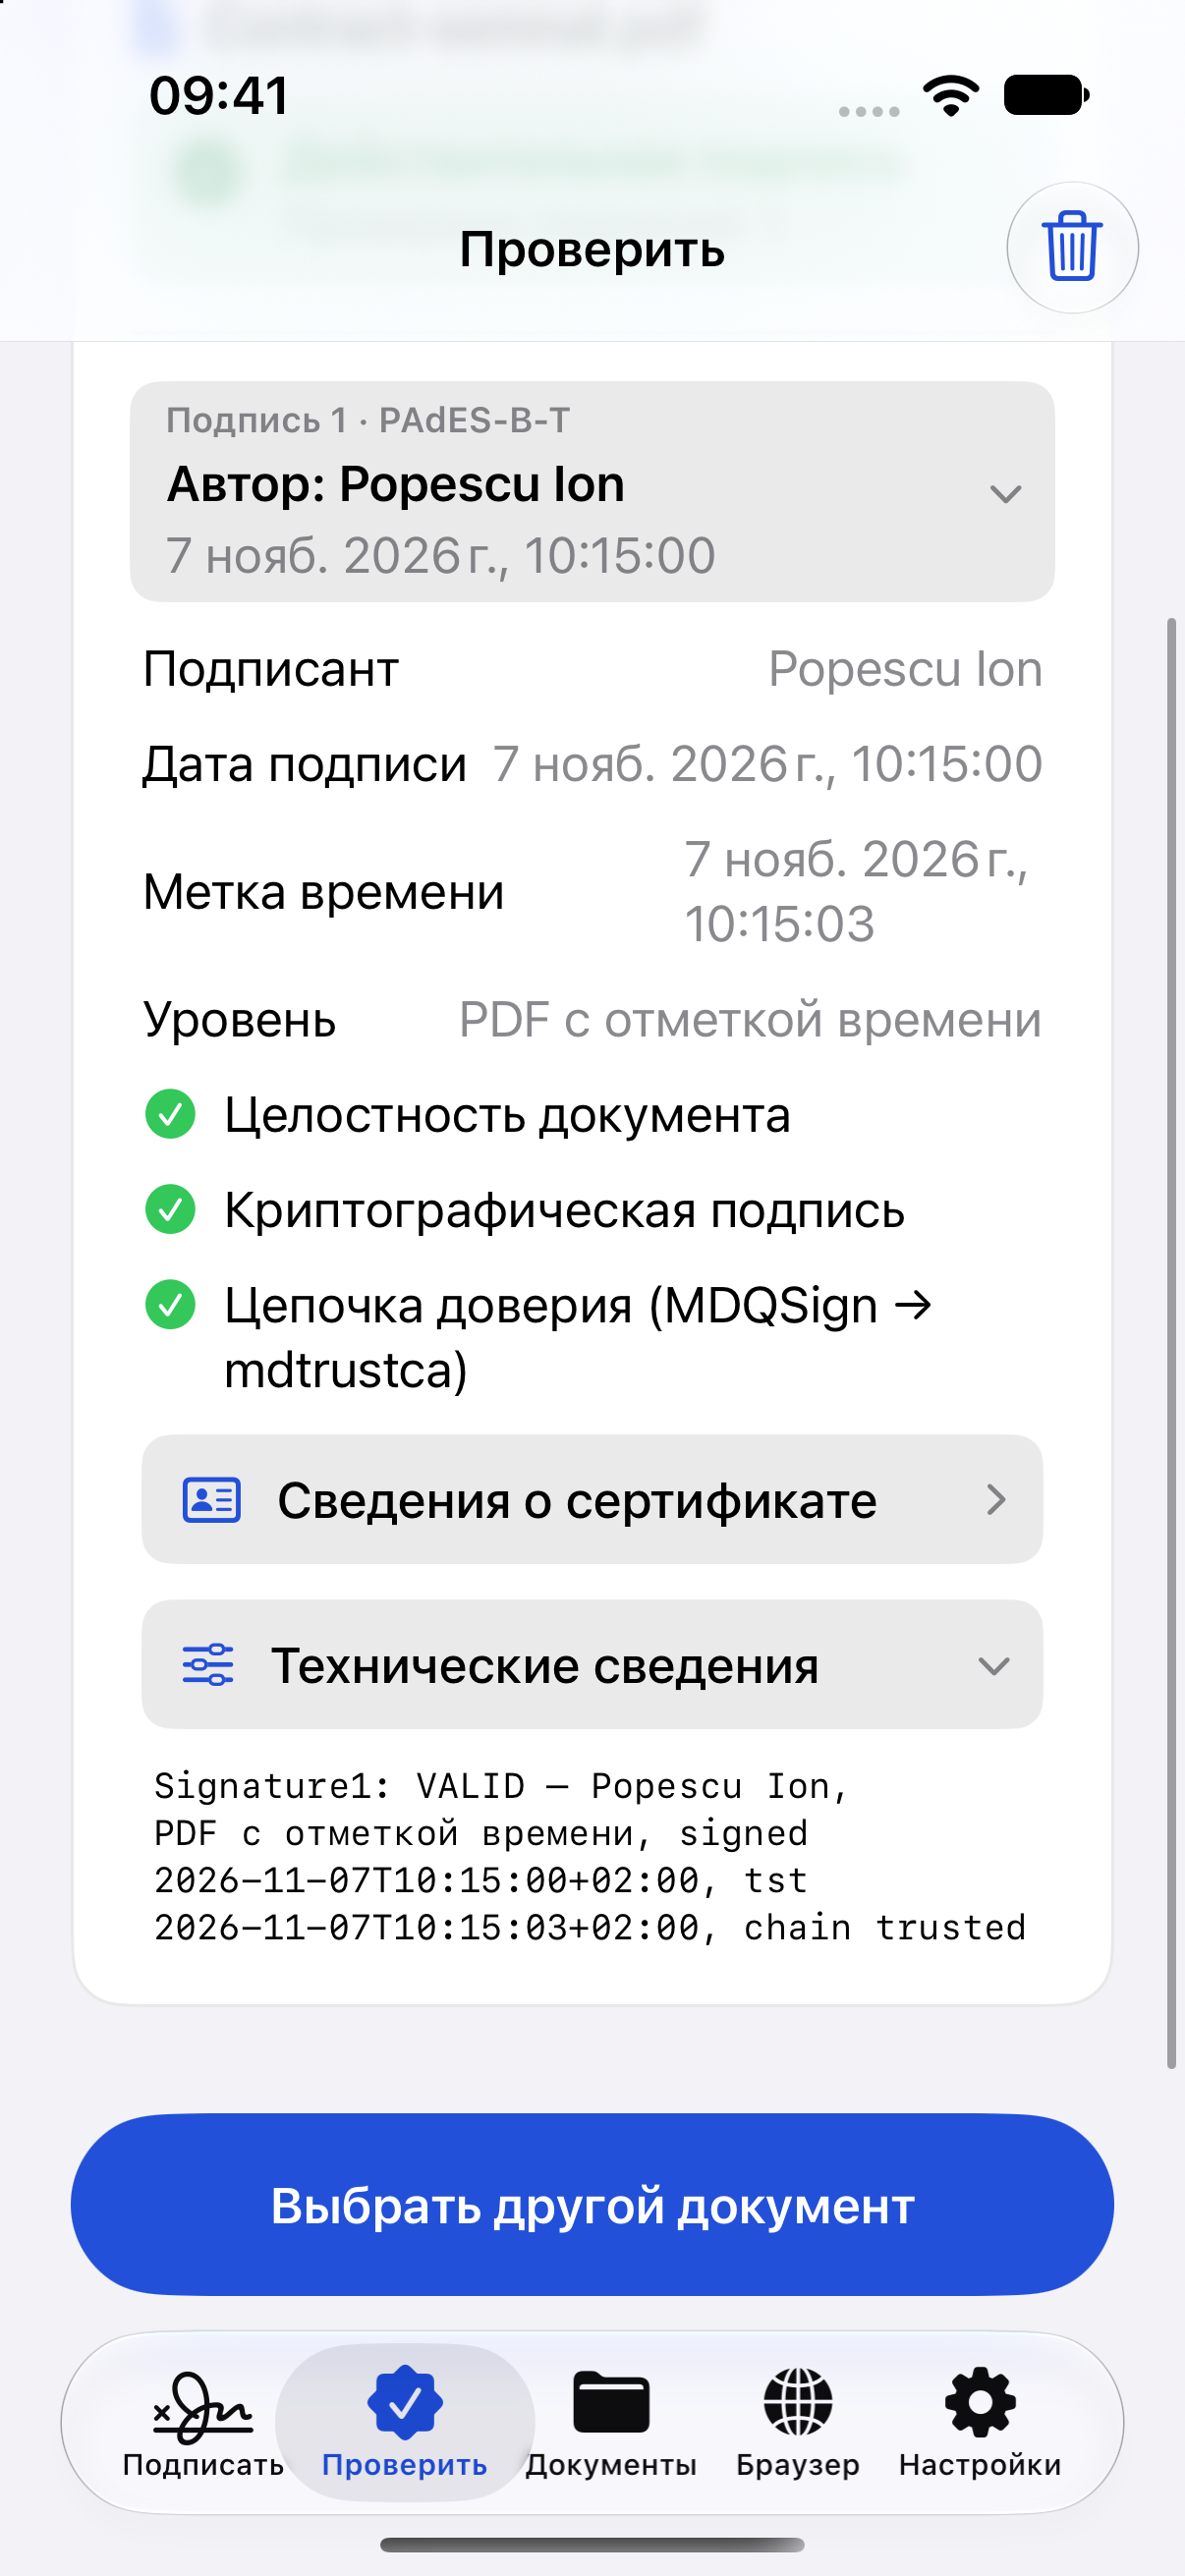 09:41
Проверить
Подпись 1 · PAdES-B-T
Автор: Popescu Ion
7 нояб. 2026 г., 10:15:00
Подписант Popescu Ion
Дата подписи 7 нояб. 2026 г., 10:15:00
Метка времени 7 нояб. 2026 г.,
10:15:03
Уровень PDF с отметкой времени
Целостность документа
Криптографическая подпись
Цепочка доверия (MDQSign →
mdtrustca)
Сведения о сертификате
Технические сведения
Signature1: VALID — Popescu Ion,
PDF с отметкой времени, signed
2026-11-07T10:15:00+02:00, tst
2026-11-07T10:15:03+02:00, chain trusted
Выбрать другой документ
Подписать Проверить Документы Браузер Настройки